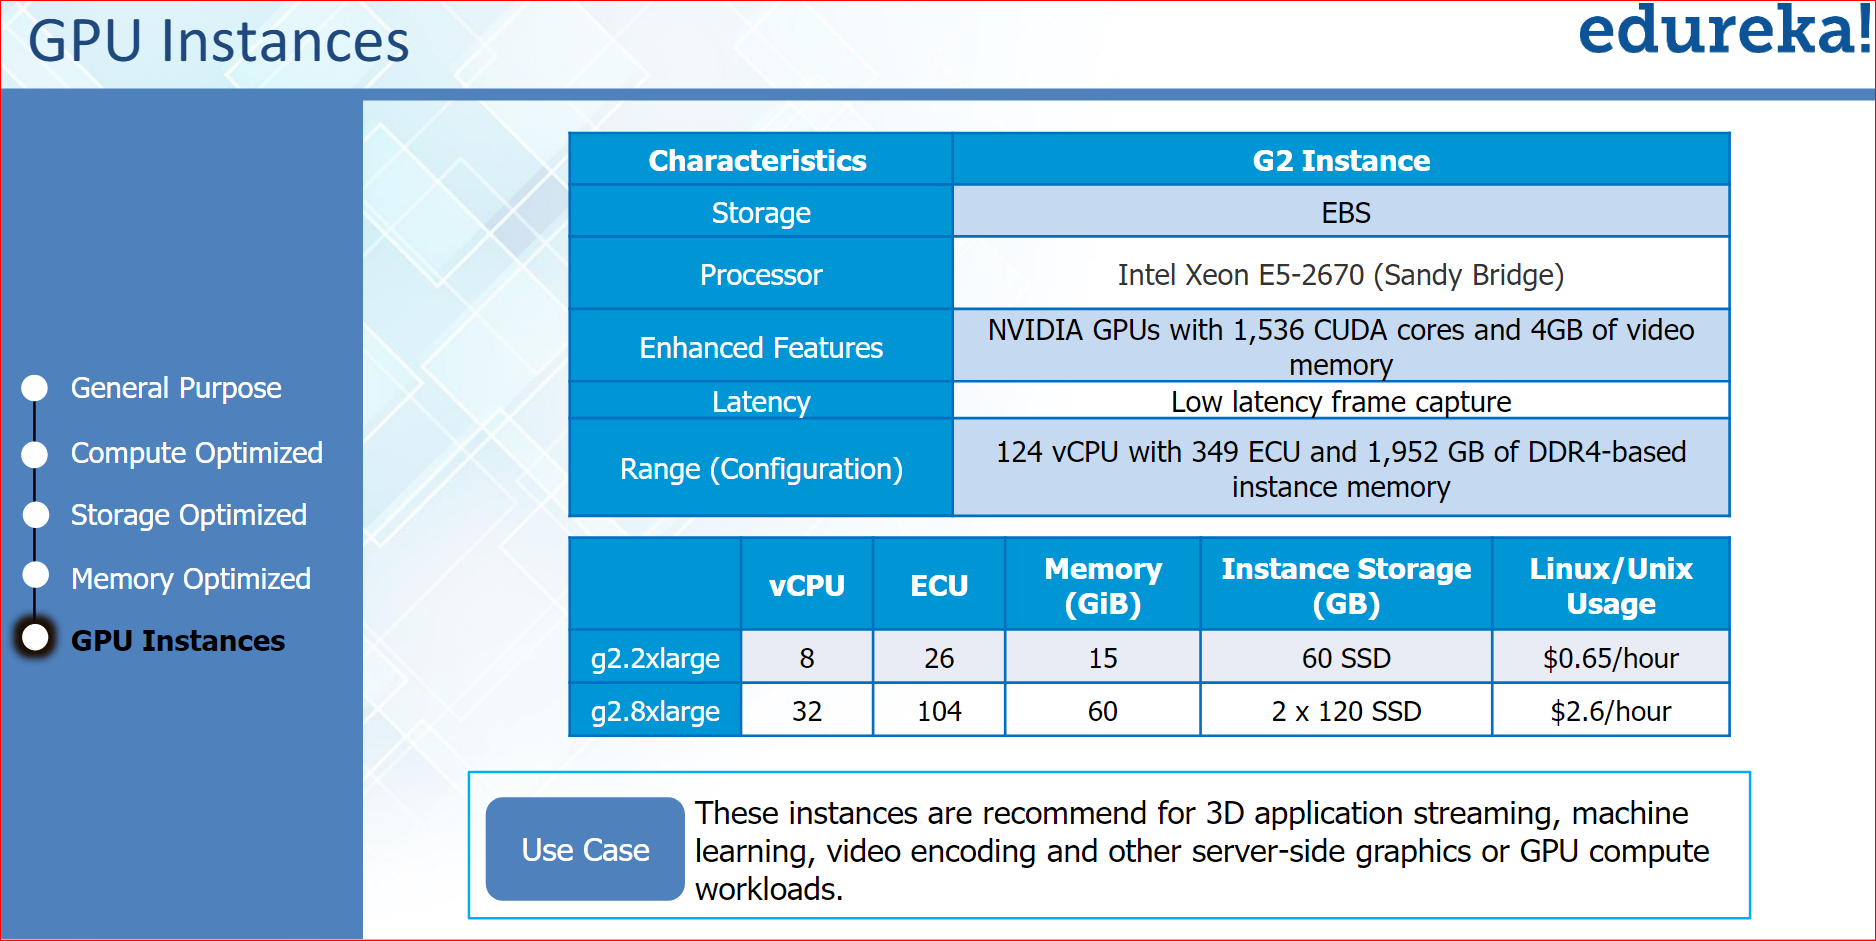 GPU Instances
edureka!
General Purpose
Compute Optimized
Storage Optimized
Memory Optimized
GPU Instances
Characteristics G2 Instance
Storage EBS
Processor Intel Xeon E5-2670 (Sandy Bridge)
Enhanced Features NVIDIA GPUs with 1,536 CUDA cores and 4GB of video
memory
Latency Low latency frame capture
Range (Configuration) 124 vCPU with 349 ECU and 1,952 GB of DDR4-based
instance memory
vCPU ECU Memory Instance Storage Linux/Unix
(GiB) (GB) Usage
g2.2xlarge 8 26 15 60 SSD $0.65/hour
g2.8xlarge 32 104 60 2 x 120 SSD $2.6/hour
Use Case
These instances are recommend for 3D application streaming, machine
learning, video encoding and other server-side graphics or GPU compute
workloads.